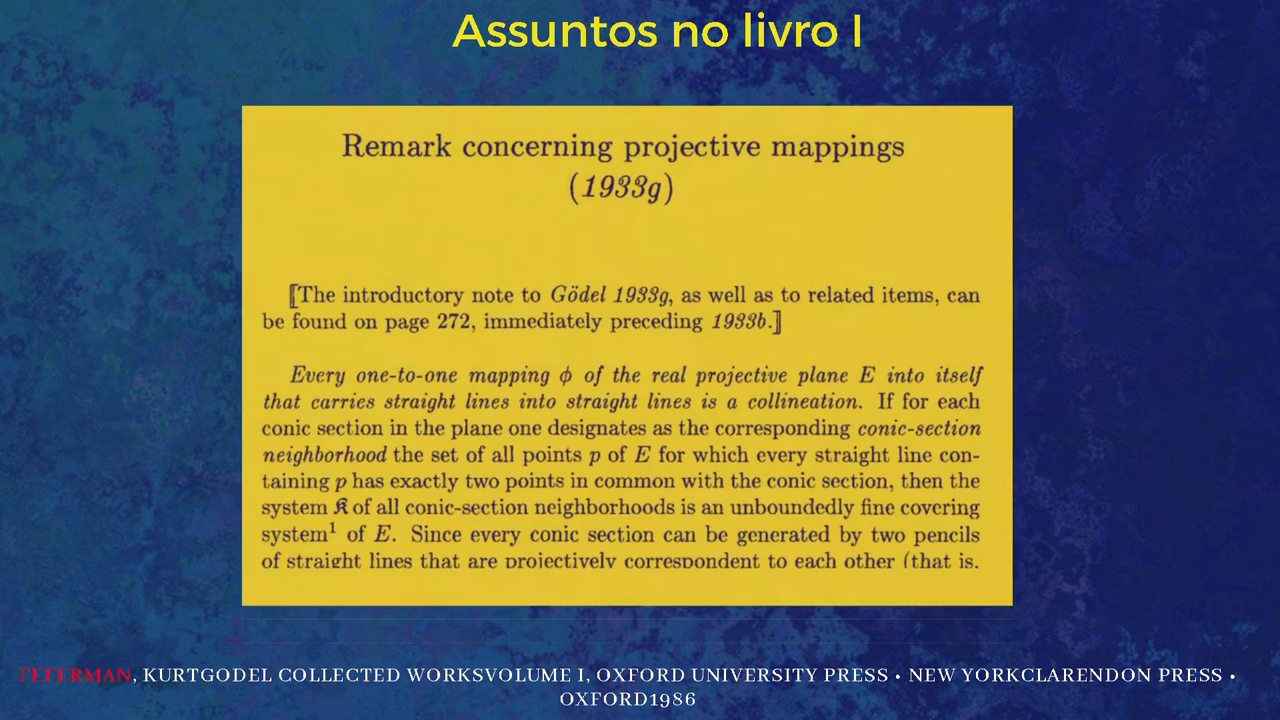 Assuntos no livro I
Remark concerning projective mappings
(1933g)
⟦The introductory note to Gödel 1933g, as well as to related items, can
be found on page 272, immediately preceding 1933b.⟧
Every one-to-one mapping ϕ of the real projective plane E into itself
that carries straight lines into straight lines is a collineation. If for each
conic section in the plane one designates as the corresponding conic-section
neighborhood the set of all points p of E for which every straight line con-
taining p has exactly two points in common with the conic section, then the
system 𝔎 of all conic-section neighborhoods is an unboundedly fine covering
system¹ of E. Since every conic section can be generated by two pencils
of straight lines that are projectively correspondent to each other (that is,
FEFERMAN, KURTGODEL COLLECTED WORKSVOLUME I, OXFORD UNIVERSITY PRESS • NEW YORKCLARENDON PRESS •
OXFORD1986